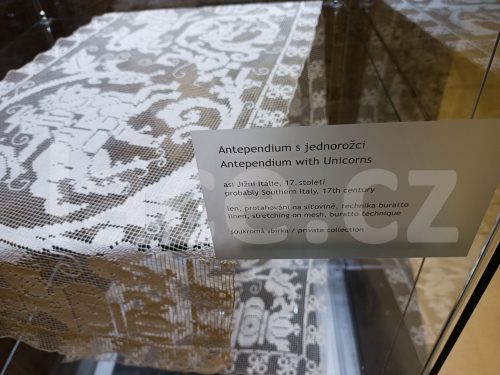 Antependium s jednorožci
Antependium with Unicorns
asi Jižní Itálie, 17. století
probably Southern Italy, 17th century
len, protahování na síťovině, technika buratto
linen, stretching on mesh, buratto technique
soukromá sbírka / private collection
ce.cz